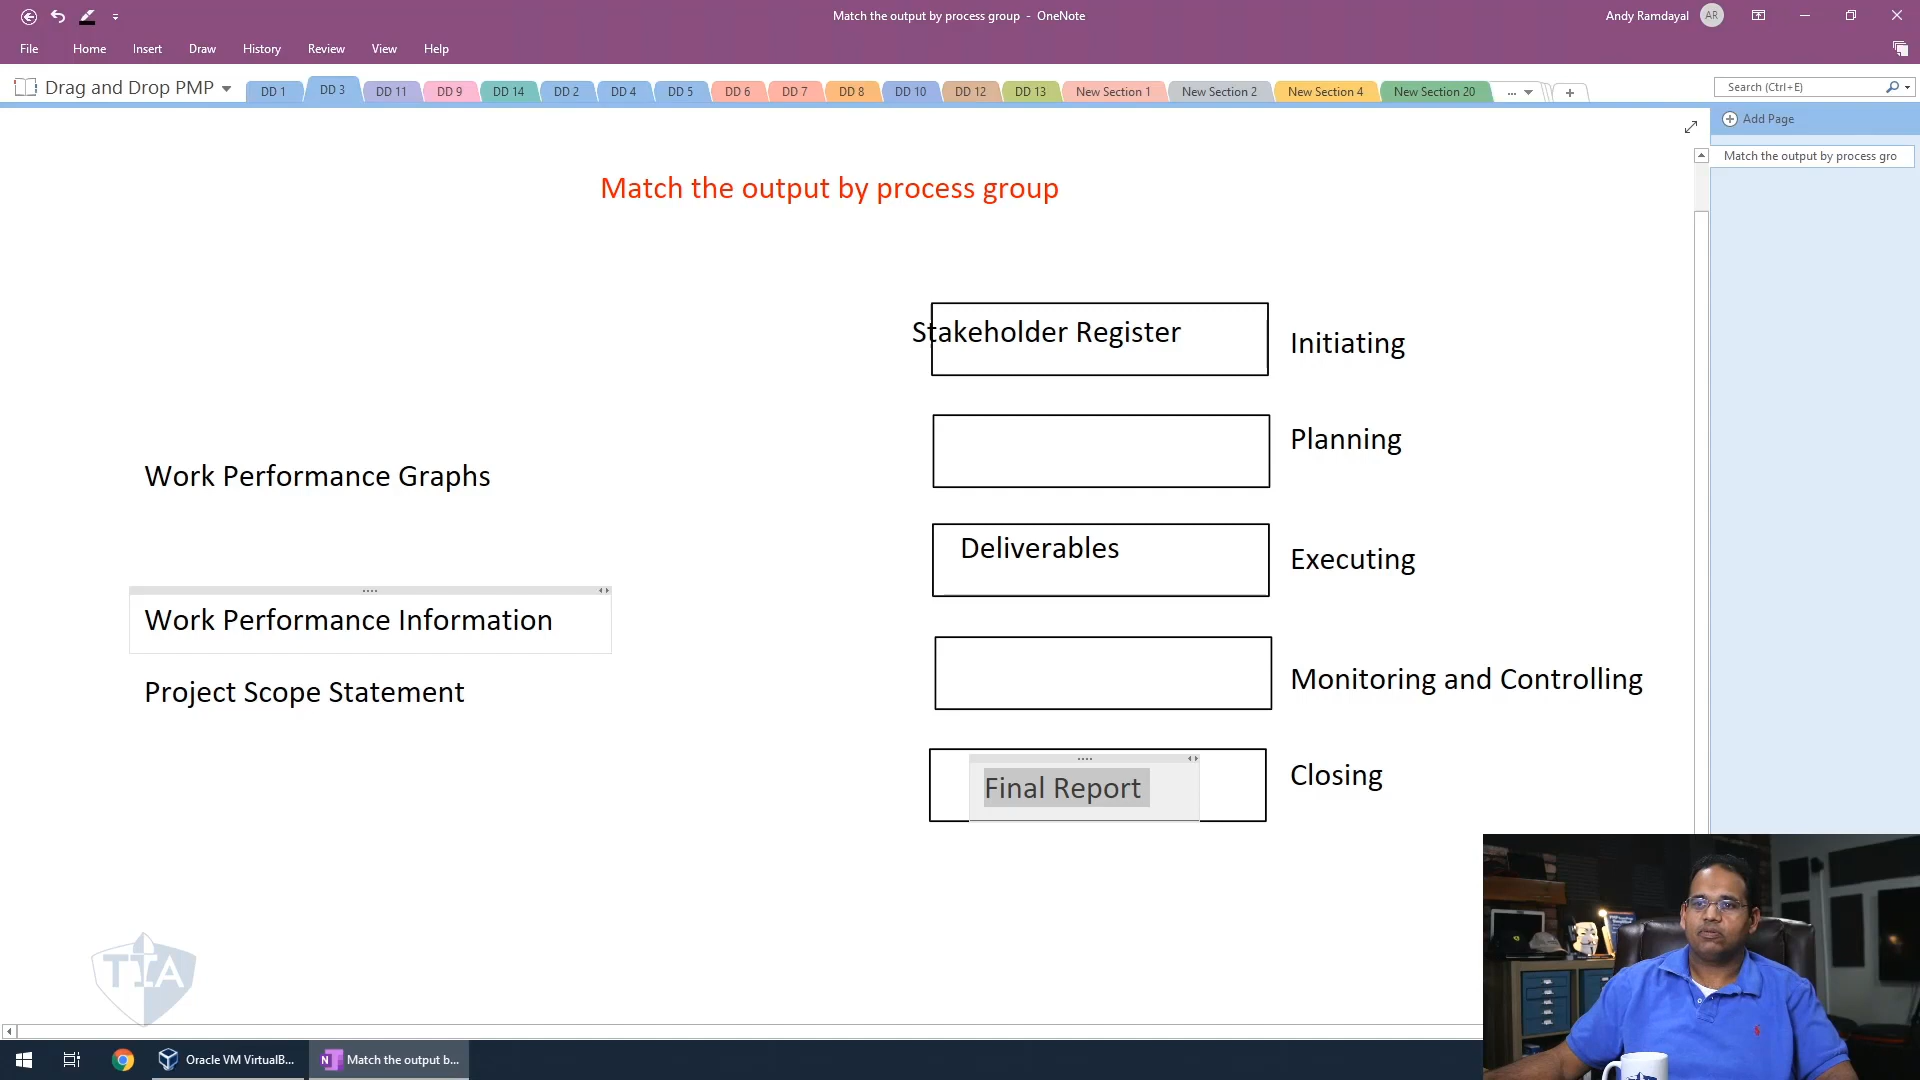 Match the output by process group - OneNote
Andy Ramdayal AR
File Home Insert Draw History Review View Help
Drag and Drop PMP
DD 1 DD 3 DD 11 DD 9 DD 14 DD 2 DD 4 DD 5 DD 6 DD 7 DD 8 DD 10 DD 12 DD 13 New Section 1 New Section 2 New Section 4 New Section 20 ...
Search (Ctrl+E)
Add Page
Match the output by process gro
Match the output by process group
Stakeholder Register
Initiating
Planning
Work Performance Graphs
Deliverables
Executing
Work Performance Information
Project Scope Statement
Monitoring and Controlling
Final Report
Closing
TIA
Oracle VM VirtualB...
N Match the output b...